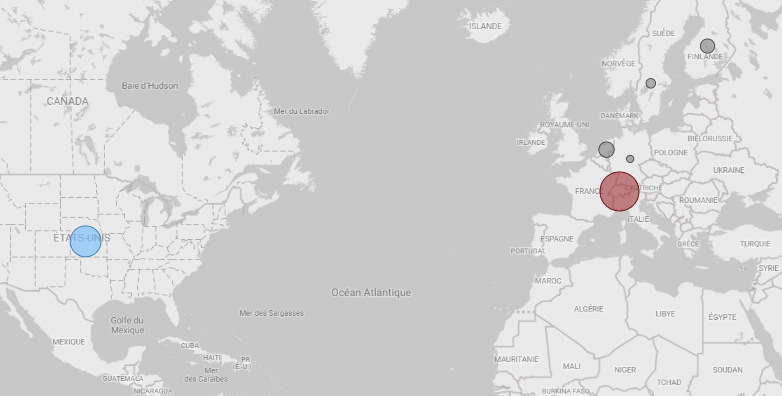 ISLANDE
SUÈDE
FINLANDE
NORVÈGE
Baie d'Hudson
CANADA
Mer du Labrador
DANEMARK
ROYAUME-UNI
IRLANDE
BIÉLORUSSIE
POLOGNE
UKRAINE
FRANCE
AUTRICHE
ROUMANIE
ITALIE
ÉTATS-UNIS
ESPAGNE
PORTUGAL
GRÈCE
TURQUIE
SYRIE
MAROC
Océan Atlantique
ALGÉRIE
LIBYE
ÉGYPTE
Golfe du
Mexique
Mer des Sargasses
MEXIQUE
CUBA
HAÏTI
PR
(É.-U.)
MAURITANIE
MALI
NIGER
SOUDAN
Mer
des Caraïbes
GUATEMALA
TCHAD
NICARAGUA
BURKINA FASO